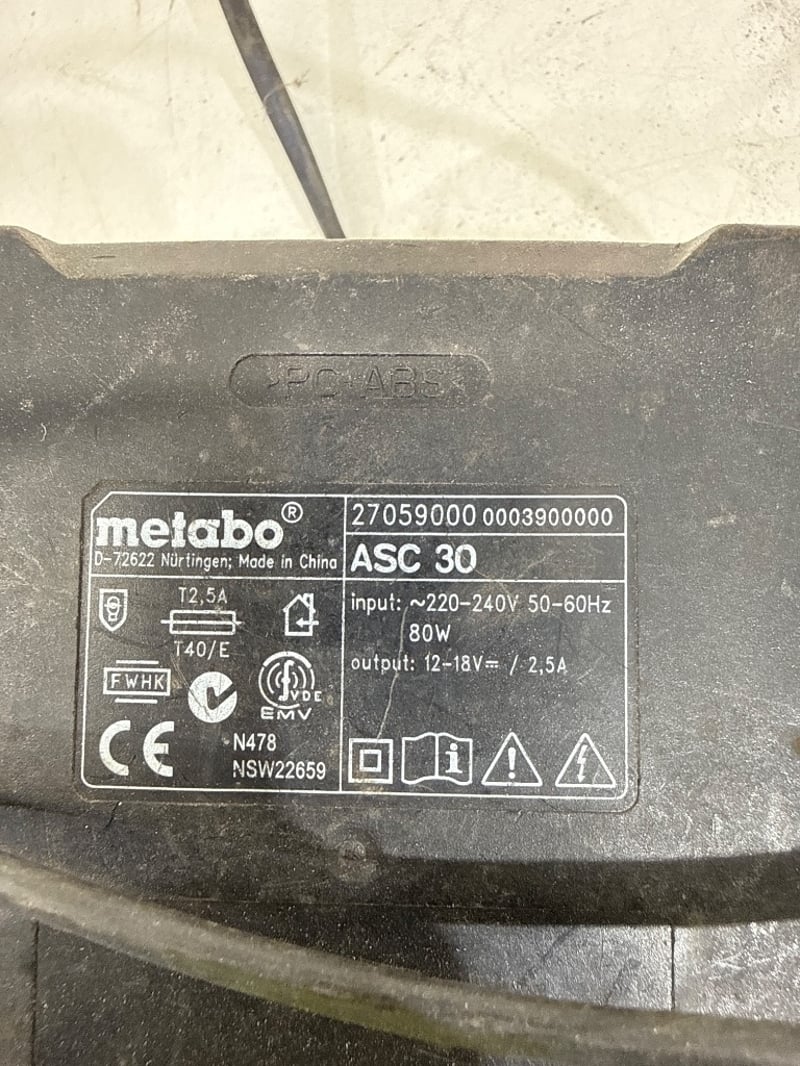 >PC+ABS<
metabo®
D-72622 Nürtingen; Made in China
27059000 0003900000
ASC 30
T2,5A
T40/E
FWHK
VDE
EMV
CE
N478
NSW22659
input: ~220-240V 50-60Hz
80W
output: 12-18V⎓ / 2,5A